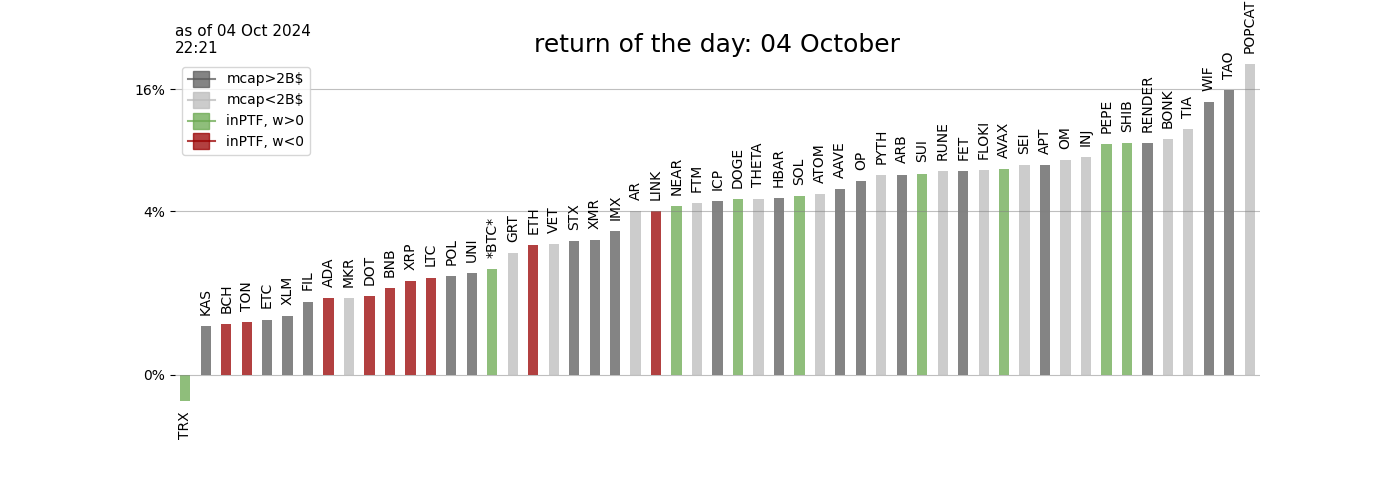 as of 04 Oct 2024
22:21
return of the day: 04 October
mcap>2B$
mcap<2B$
inPTF, w>0
inPTF, w<0
16%
4%
0%
TRX
KAS
BCH
TON
ETC
XLM
FIL
ADA
MKR
DOT
BNB
XRP
LTC
POL
UNI
*BTC*
GRT
ETH
VET
STX
XMR
IMX
AR
LINK
NEAR
FTM
ICP
DOGE
THETA
HBAR
SOL
ATOM
AAVE
OP
PYTH
ARB
SUI
RUNE
FET
FLOKI
AVAX
SEI
APT
OM
INJ
PEPE
SHIB
RENDER
BONK
TIA
WIF
TAO
POPCAT